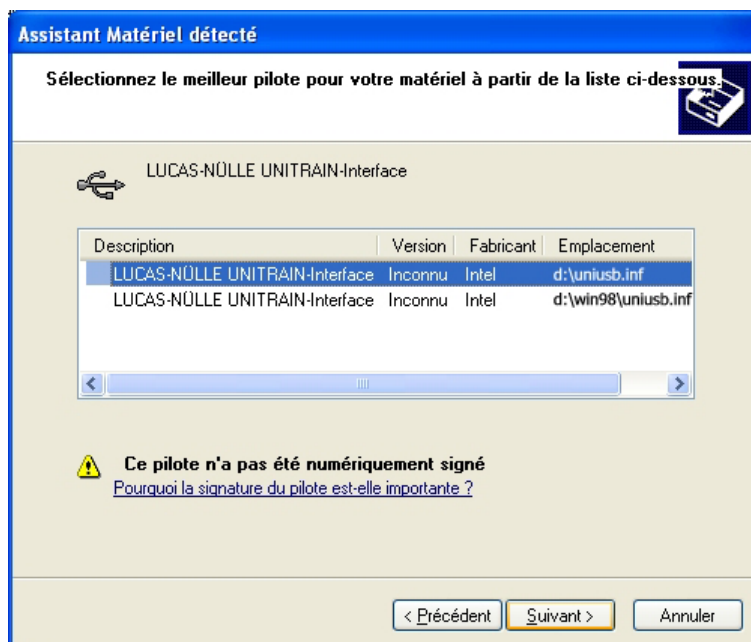 Assistant Matériel détecté
Sélectionnez le meilleur pilote pour votre matériel à partir de la liste ci-dessous.
LUCAS-NÜLLE UNITRAIN-Interface
Description Version Fabricant Emplacement
LUCAS-NÜLLE UNITRAIN-Interface Inconnu Intel d:\uniusb.inf
LUCAS-NÜLLE UNITRAIN-Interface Inconnu Intel d:\win98\uniusb.inf
Ce pilote n'a pas été numériquement signé
Pourquoi la signature du pilote est-elle importante ?
< Précédent Suivant > Annuler